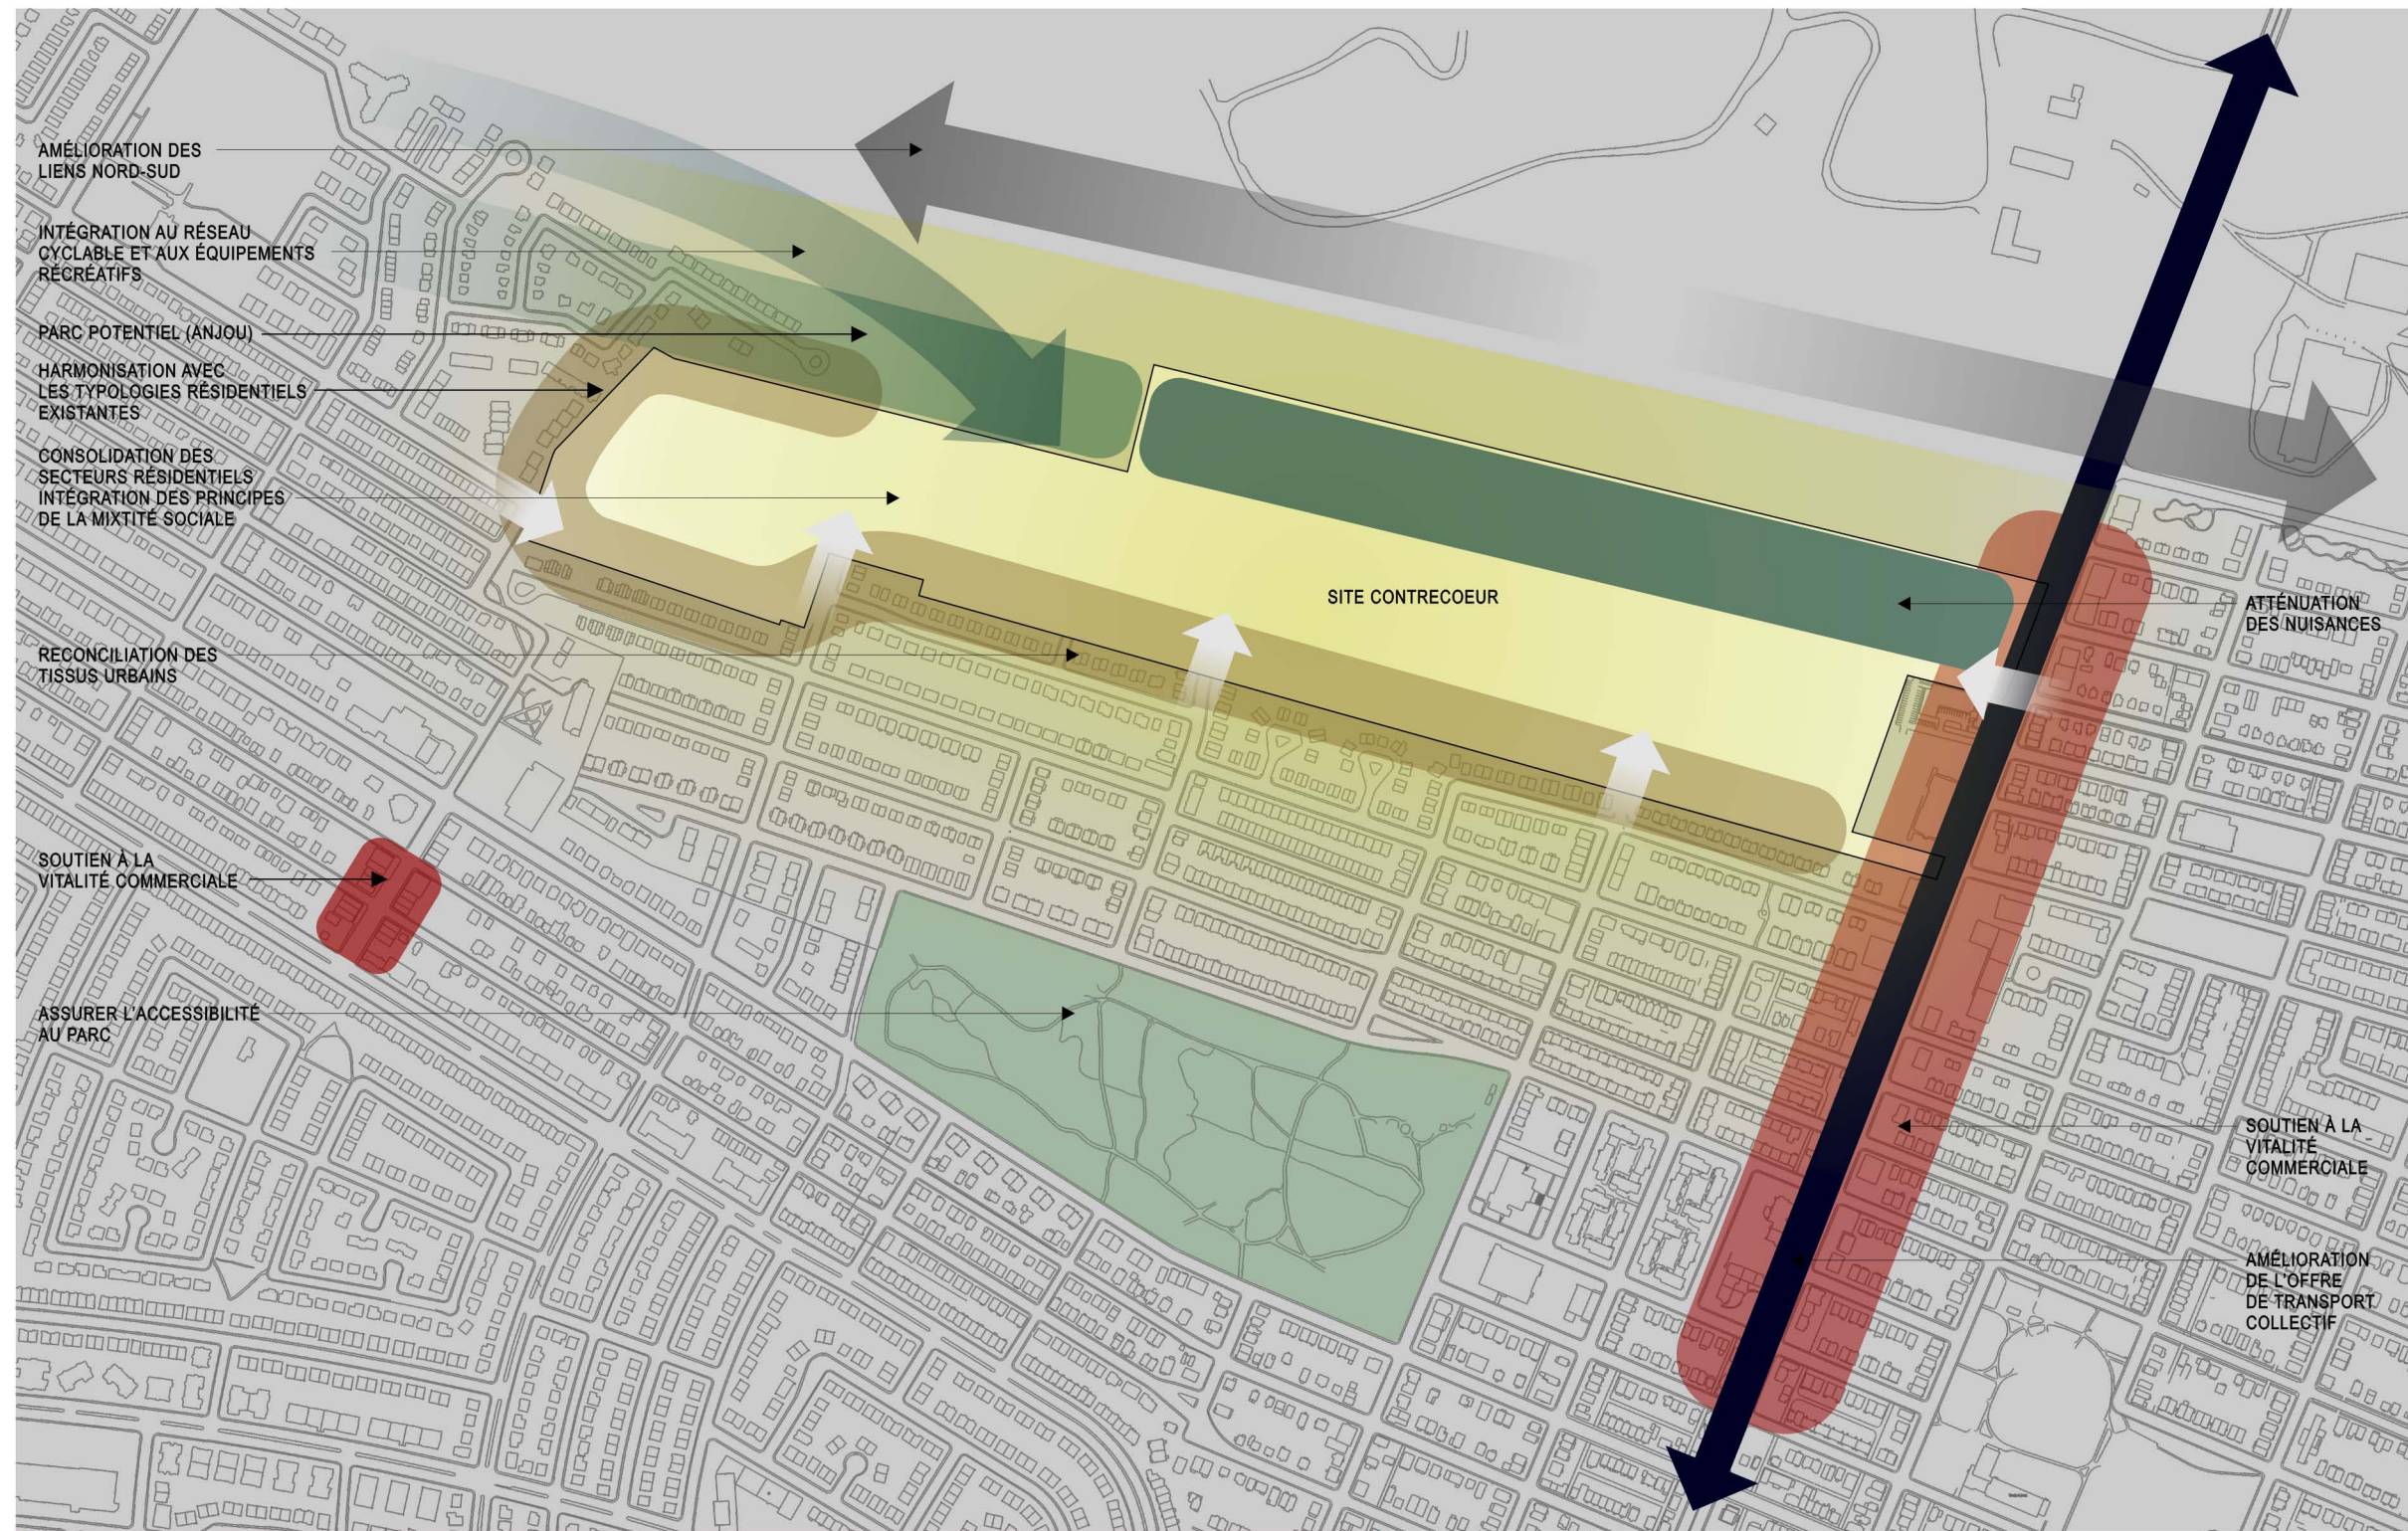 AMÉLIORATION DES
LIENS NORD-SUD
INTÉGRATION AU RÉSEAU
CYCLABLE ET AUX ÉQUIPEMENTS
RÉCRÉATIFS
PARC POTENTIEL (ANJOU)
HARMONISATION AVEC
LES TYPOLOGIES RÉSIDENTIELS
EXISTANTES
CONSOLIDATION DES
SECTEURS RÉSIDENTIELS
INTÉGRATION DES PRINCIPES
DE LA MIXTITÉ SOCIALE
RECONCILIATION DES
TISSUS URBAINS
SOUTIEN À LA
VITALITÉ COMMERCIALE
ASSURER L'ACCESSIBILITÉ
AU PARC
SITE CONTRECOEUR
ATTÉNUATION
DES NUISANCES
SOUTIEN À LA
VITALITÉ
COMMERCIALE
AMÉLIORATION
DE L'OFFRE
DE TRANSPORT
COLLECTIF